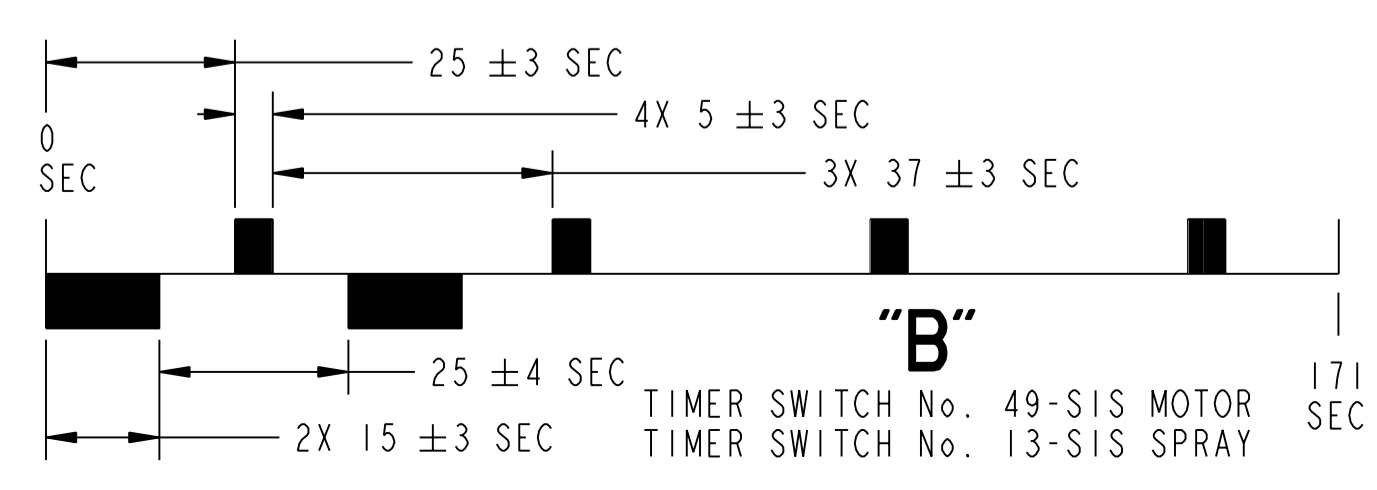 25 ±3 SEC
4X 5 ±3 SEC
0
SEC
3X 37 ±3 SEC
"B"
25 ±4 SEC
171
SEC
TIMER SWITCH No. 49-SIS MOTOR
2X 15 ±3 SEC
TIMER SWITCH No. 13-SIS SPRAY